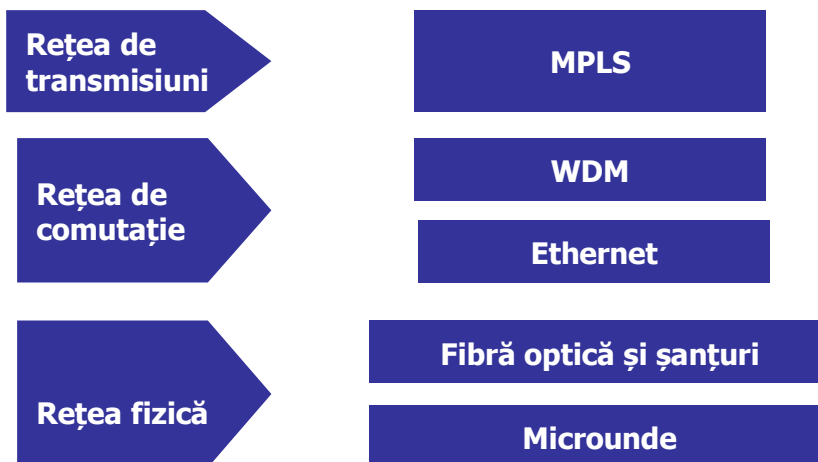 Rețea de
transmisiuni
MPLS
WDM
Rețea de
comutație
Ethernet
Fibră optică și șanțuri
Rețea fizică
Microunde